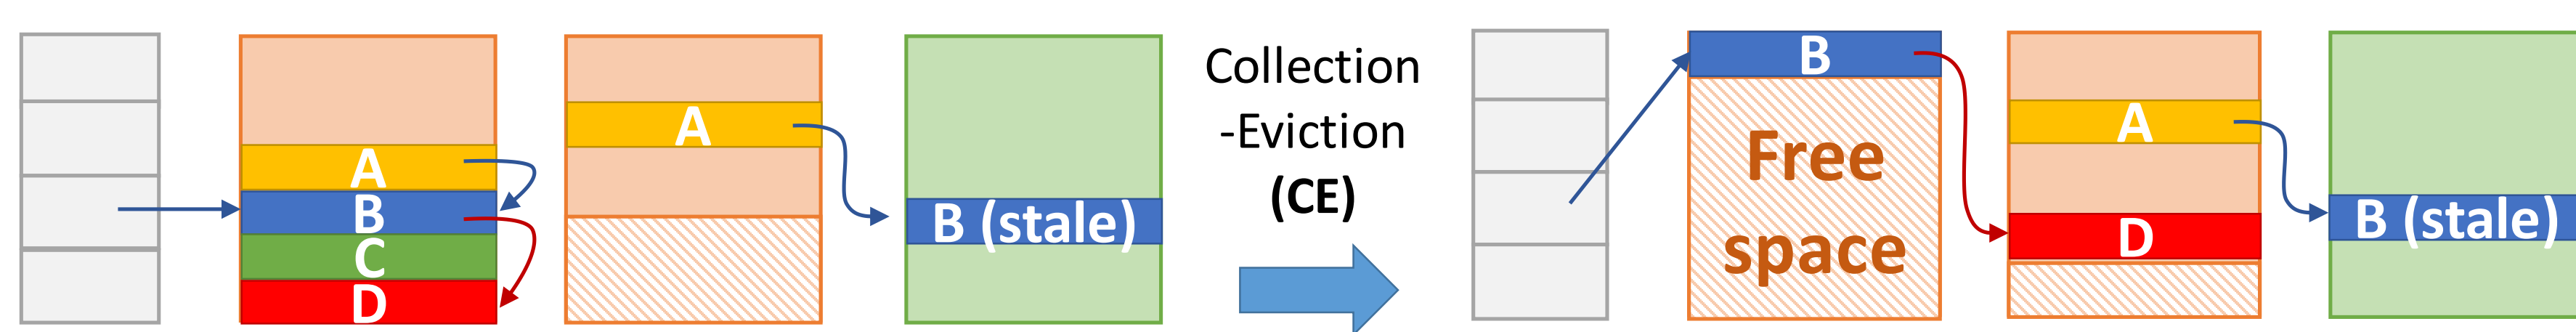 A
B
C
D
A
B (stale)
Collection
-Eviction
(CE)
B
Free
space
A
D
B (stale)